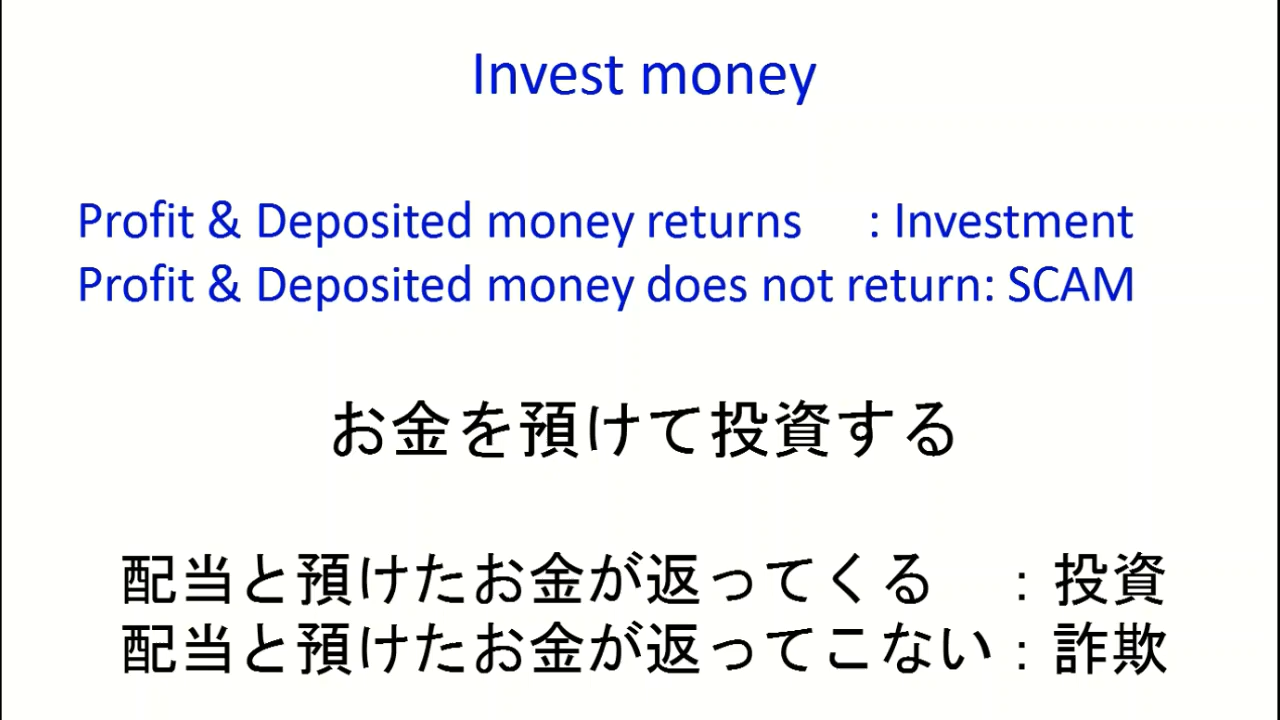 Invest money
Profit & Deposited money returns : Investment
Profit & Deposited money does not return: SCAM
お金を預けて投資する
配当と預けたお金が返ってくる :投資
配当と預けたお金が返ってこない:詐欺